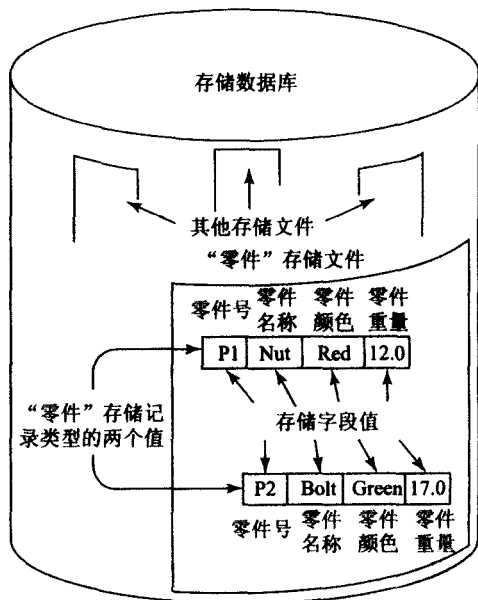 存储数据库
其他存储文件
“零件”存储文件
零件号 零件名称 零件颜色 零件重量
P1 Nut Red 12.0
“零件”存储记
录类型的两个值
存储字段值
P2 Bolt Green 17.0
零件号 零件名称 零件颜色 零件重量